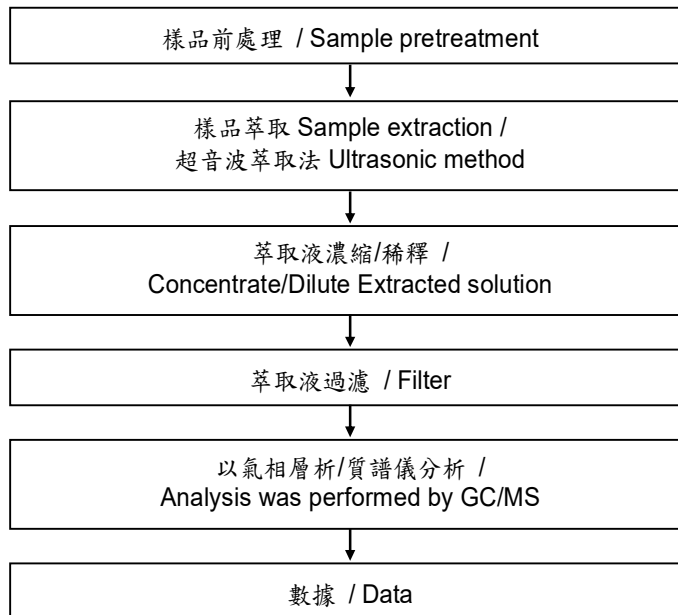 樣品前處理 / Sample pretreatment
樣品萃取 Sample extraction /
超音波萃取法 Ultrasonic method
萃取液濃縮/稀釋 /
Concentrate/Dilute Extracted solution
萃取液過濾 / Filter
以氣相層析/質譜儀分析 /
Analysis was performed by GC/MS
數據 / Data